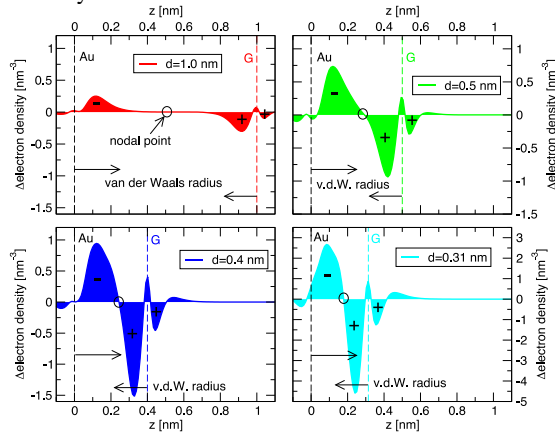 z [nm]
z [nm]
0 0.2 0.4 0.6 0.8 1
0 0.2 0.4 0.6 0.8 1
Δelectron density [nm⁻³]
1
0.5
0
-0.5
-1
-1.5
Au
G
d=1.0 nm
-
+
+
nodal point
van der Waals radius
Au
G
d=0.5 nm
-
+
+
v.d.W. radius
1
0.5
0
-0.5
-1
-1.5
Δelectron density [nm⁻³]
Δelectron density [nm⁻³]
1
0.5
0
-0.5
-1
-1.5
Au
G
d=0.4 nm
-
+
+
v.d.W. radius
Au
G
d=0.31 nm
-
+
+
v.d.W. radius
3
2
1
0
-1
-2
-3
-4
-5
Δelectron density [nm⁻³]
0 0.2 0.4 0.6 0.8 1
0 0.2 0.4 0.6 0.8 1
z [nm]
z [nm]